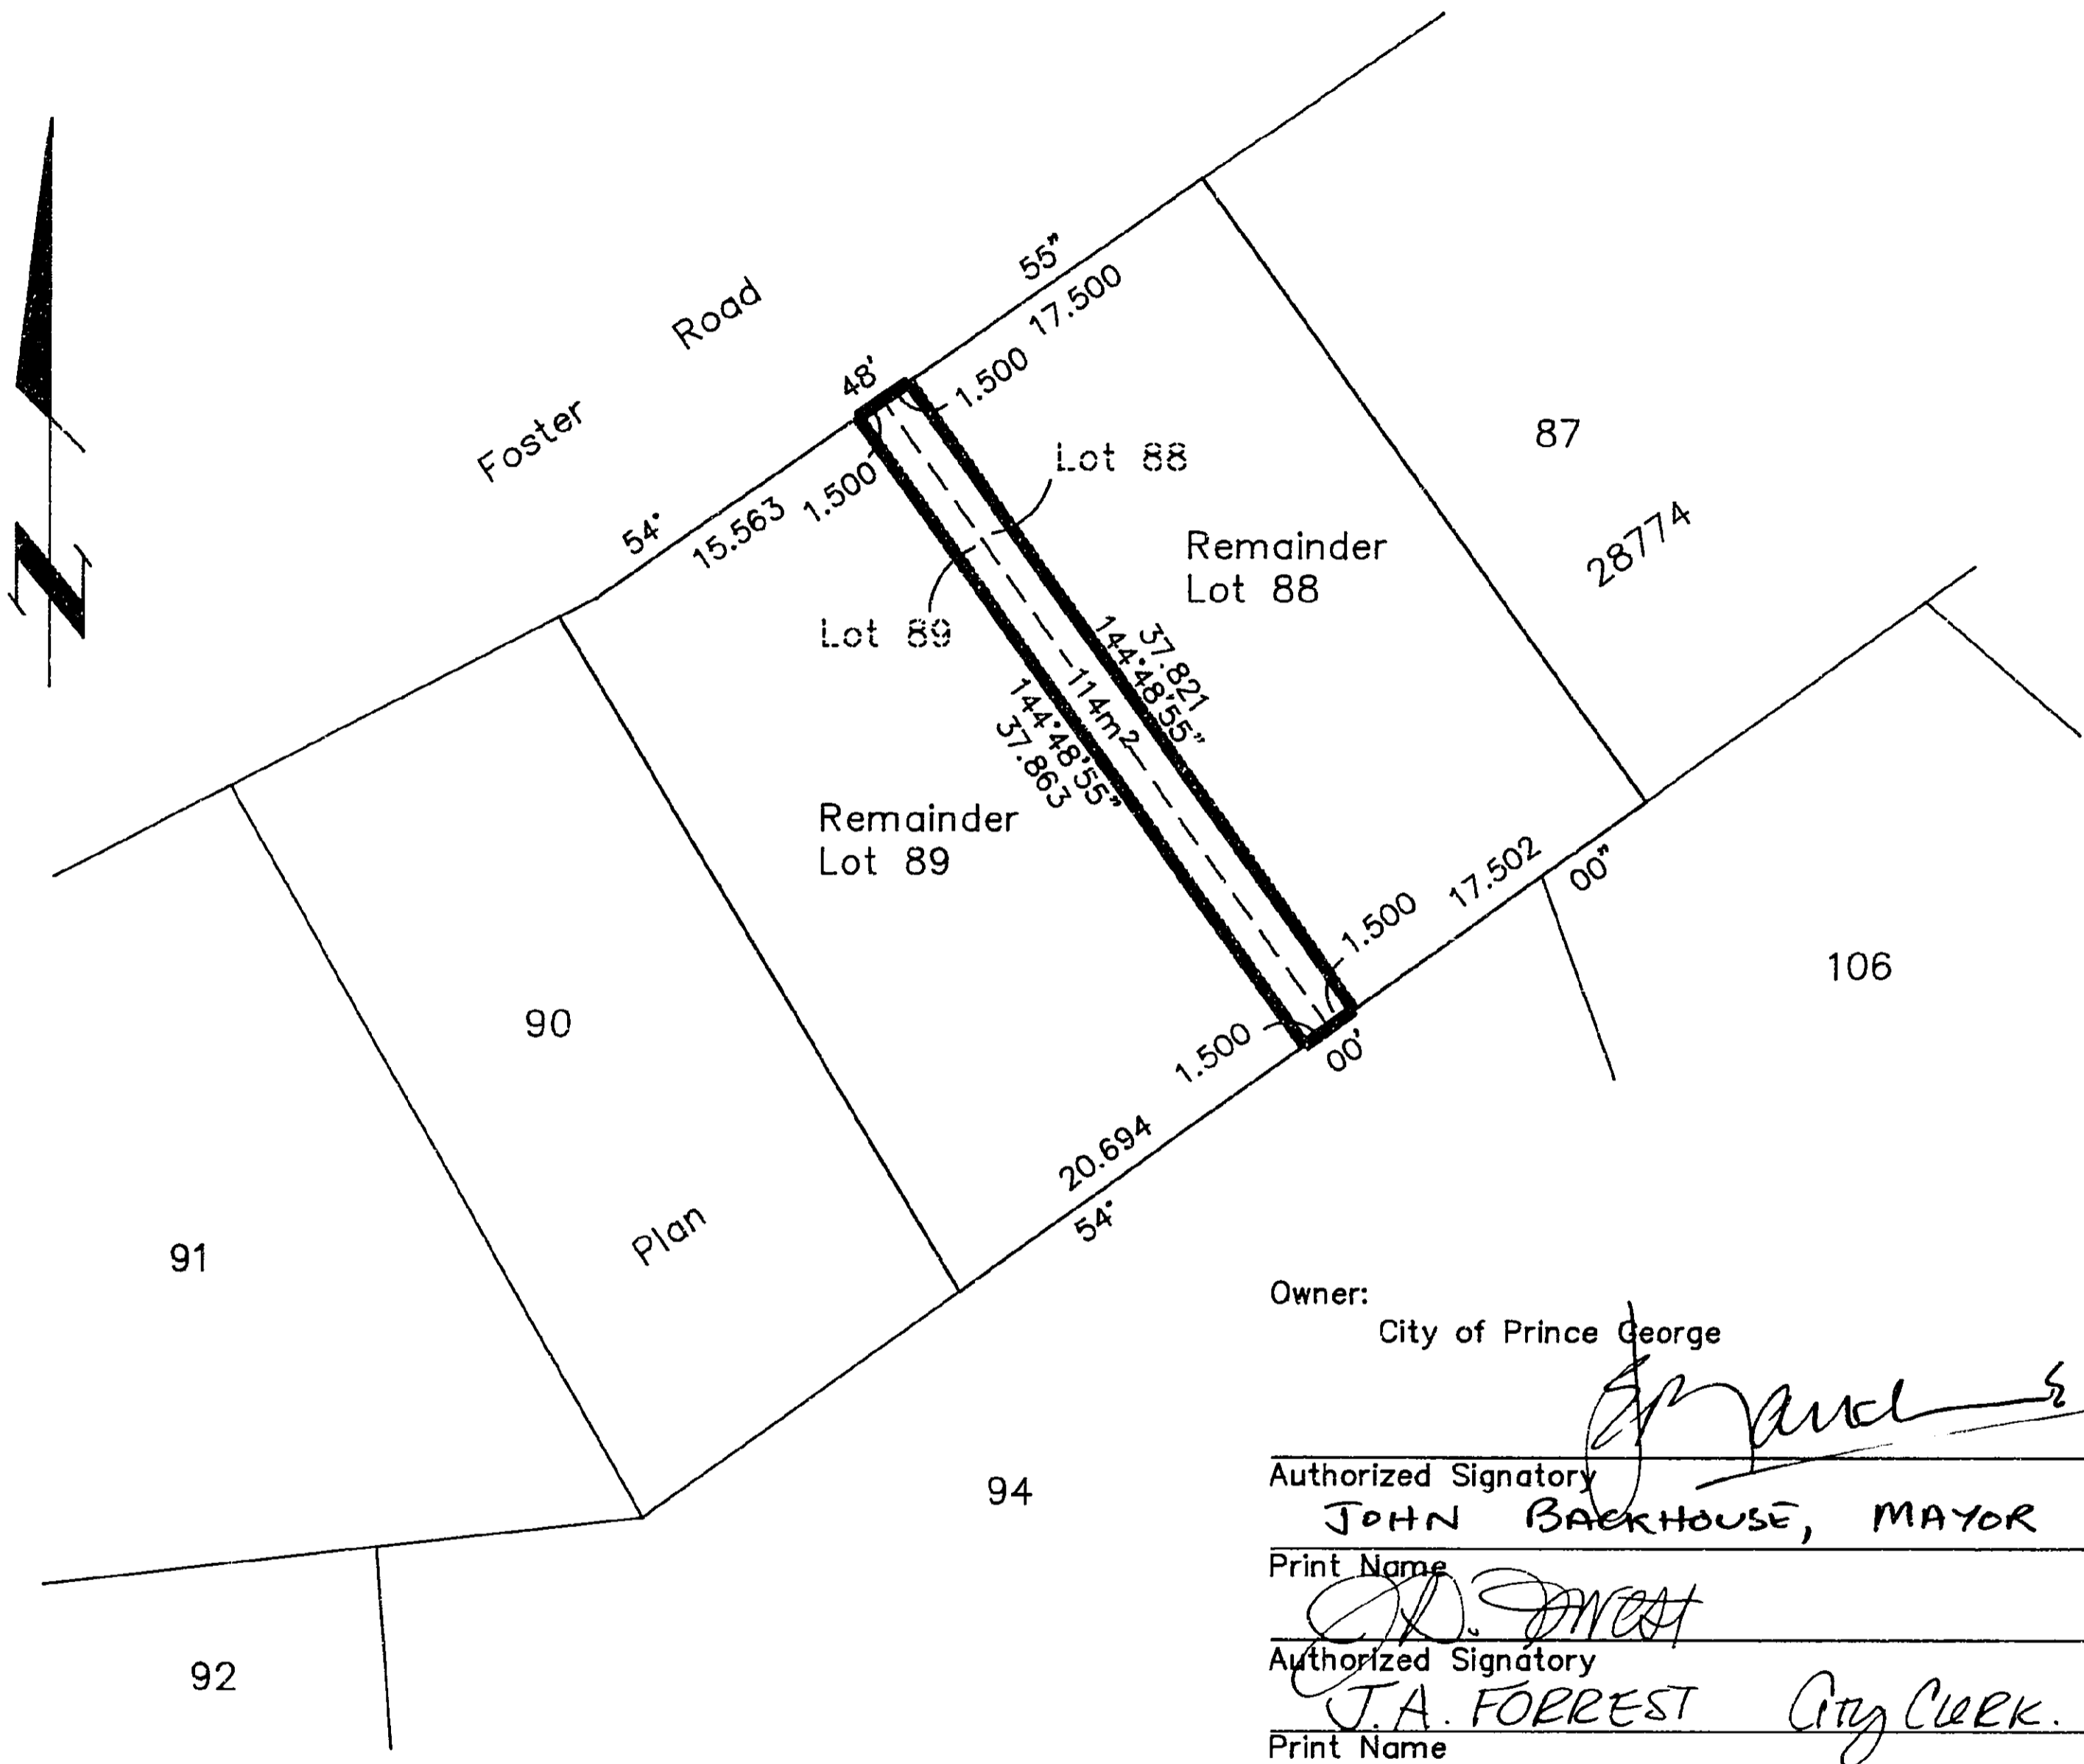 55"
17.500
Road
48'
1.500
Foster
87
Lot 88
1.500
15.563
54°
28774
Remainder
Lot 88
Lot 89
37.821
144°48'55"
114m2
144°48'55"
37.863
Remainder
Lot 89
17.502
00"
1.500
106
90
1.500
00'
20.694
54°
Plan
91
Owner:
City of Prince George
94
Authorized Signatory
JOHN BACKHOUSE, MAYOR
Print Name
Authorized Signatory
92
J.A. FORREST City Clerk.
Print Name
N